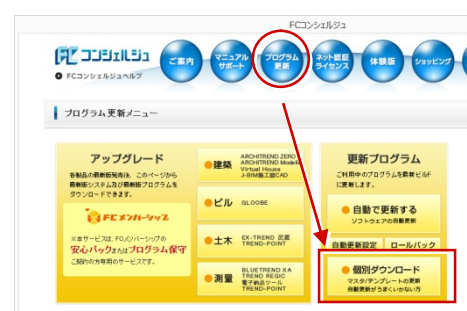 FCコンシェルジュ
FCコンシェルジュ
FCコンシェルジュヘルプ
ご案内
マニュアル
サポート
プログラム
更新
ネット認証
ライセンス
体験版
ショッピング
プログラム更新メニュー
アップグレード
各製品の最新版発売後、このページから
最新版システム及び最新版プログラムを
ダウンロードできます。
FCメンバーシップ
※本サービスは、FCメンバーシップの
安心パックまたはプログラム保守
ご契約の方専用のサービスです。
建築
ARCHITREND ZERO
ARCHITREND Modelio
Virtual House
J-BIM施工図CAD
ビル GLOOBE
土木
EX-TREND 武蔵
TREND-POINT
測量
BLUETREND XA
TREND REGIC
電子納品ツール
TREND-POINT
更新プログラム
ご利用中のプログラムを最新ビルド
に更新します。
自動で更新する
ソフトウェアの自動更新
自動更新設定 ロールバック
個別ダウンロード
マスタ/テンプレートの更新
自動更新がうまくいかない方